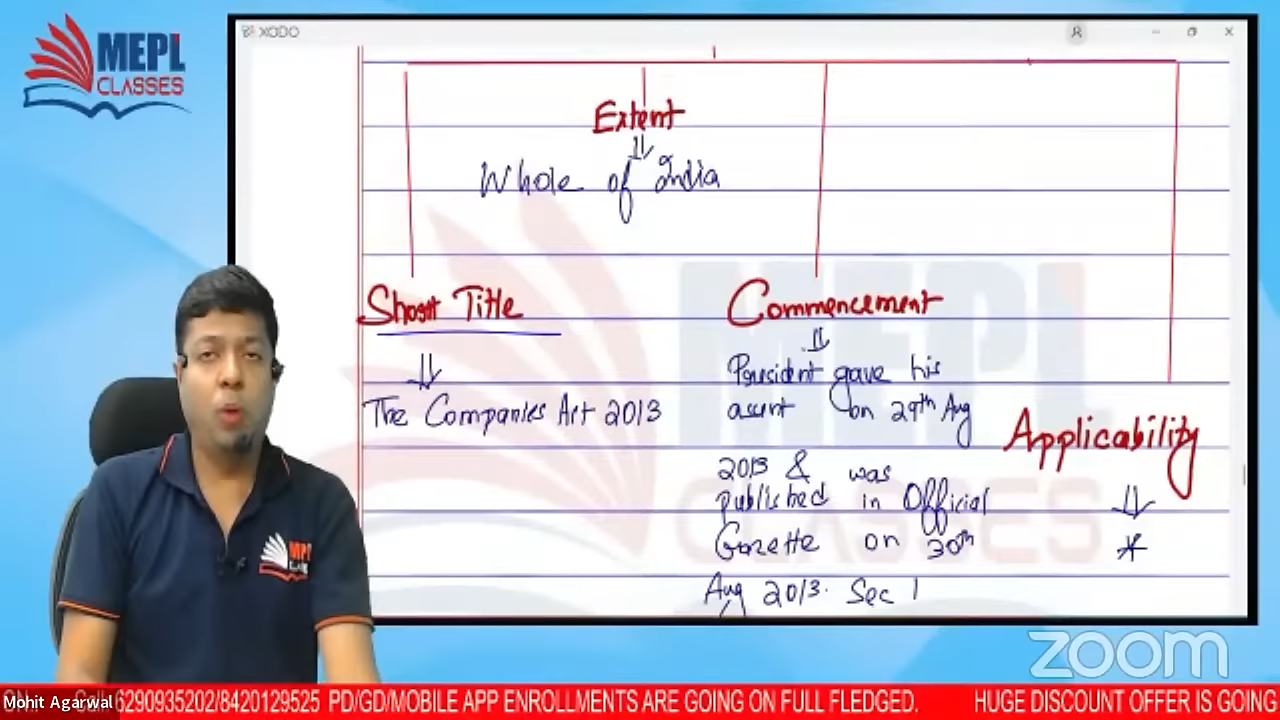 MEPL
CLASSES
XODO
Extent
Whole of India
Short Title
The Companies Act 2013
Commencement
President gave his
assent on 29th Aug
2013 & was
published in Official
Gazette on 30th
Aug 2013. Sec 1
Applicability
*
MEPL
CLASSES
zoom
Mohit Agarwal
Call: 6290935202/8420129525 PD/GD/MOBILE APP ENROLLMENTS ARE GOING ON FULL FLEDGED. HUGE DISCOUNT OFFER IS GOING